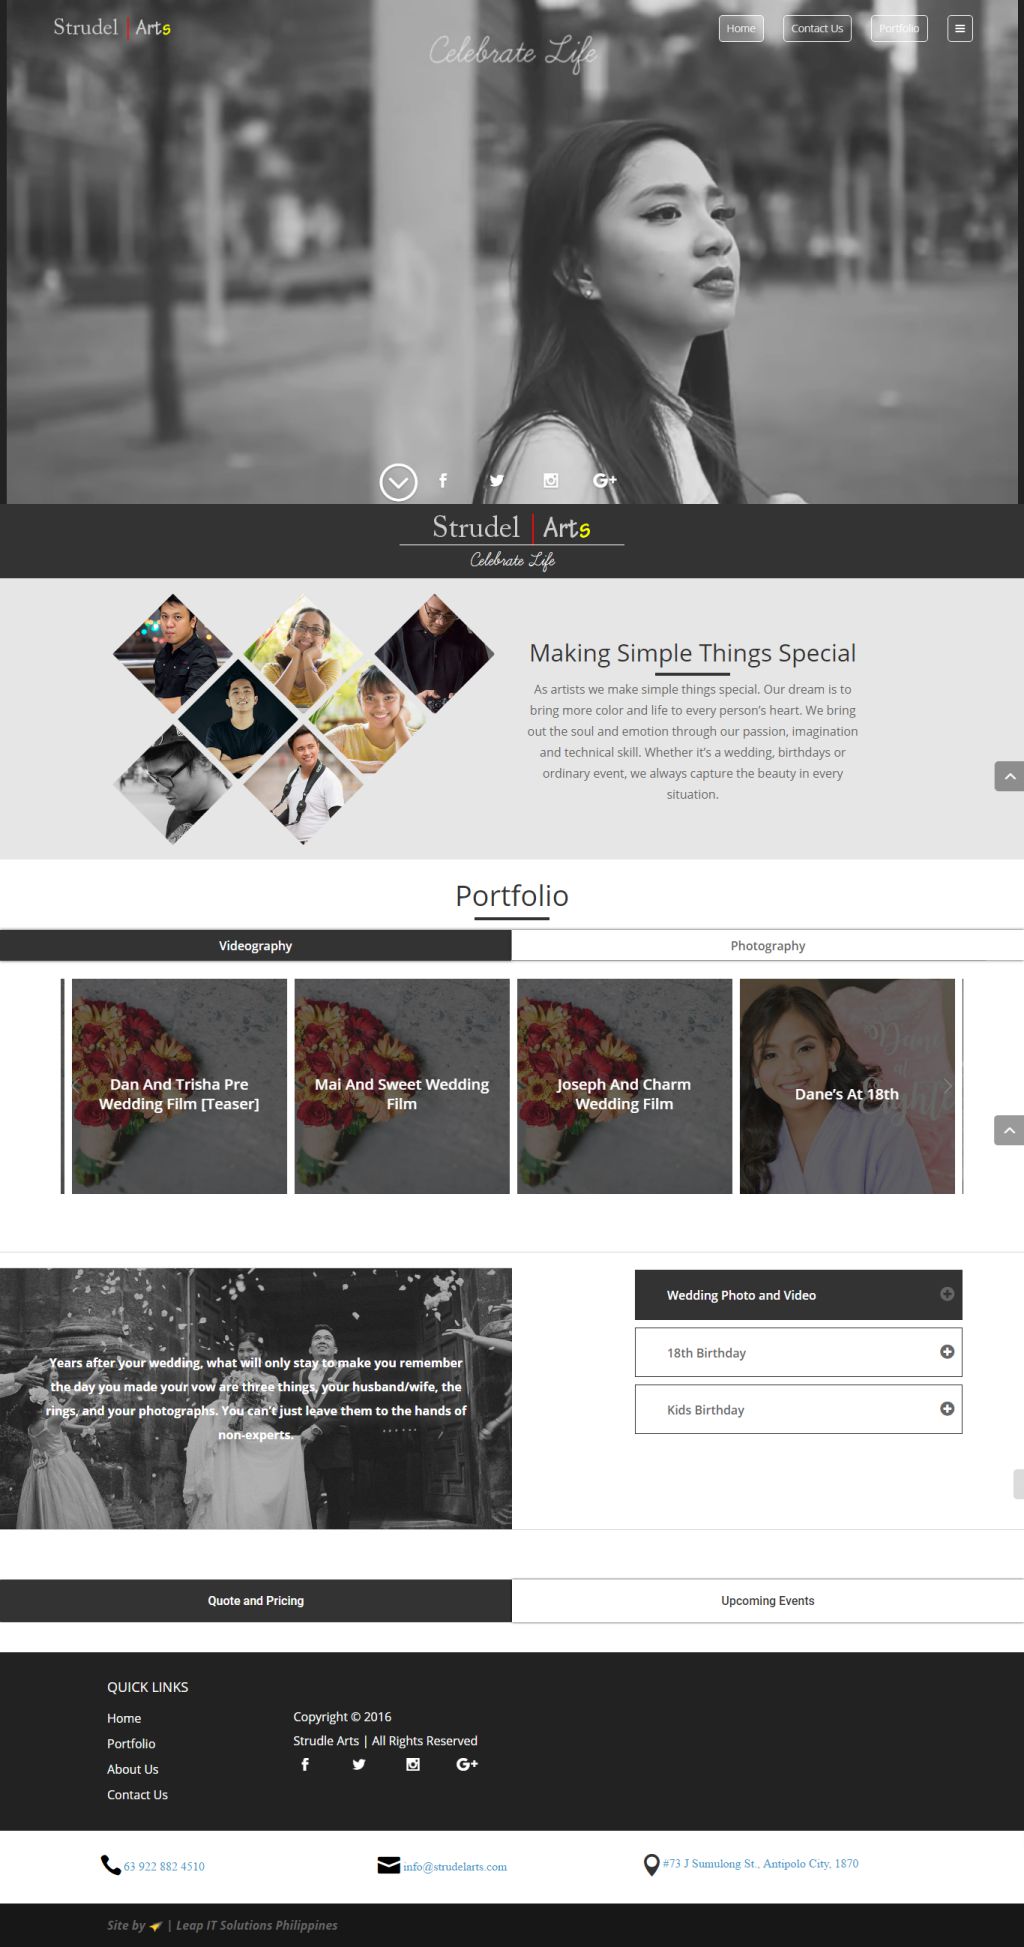 Strudel | Arts
Home
Contact Us
Portfolio
Celebrate Life
Strudel | Arts
Celebrate Life
Making Simple Things Special
As artists we make simple things special. Our dream is to
bring more color and life to every person's heart. We bring
out the soul and emotion through our passion, imagination
and technical skill. Whether it's a wedding, birthdays or
ordinary event, we always capture the beauty in every
situation.
Portfolio
Videography
Photography
Dan And Trisha Pre
Wedding Film [Teaser]
Mai And Sweet Wedding
Film
Joseph And Charm
Wedding Film
Dane's At 18th
Years after your wedding, what will only stay to make you remember
the day you made your vow are three things, your husband/wife, the
rings, and your photographs. You can't just leave them to the hands of
non-experts.
Wedding Photo and Video
18th Birthday
Kids Birthday
Quote and Pricing
Upcoming Events
QUICK LINKS
Home
Portfolio
About Us
Contact Us
Copyright © 2016
Strudle Arts | All Rights Reserved
63 922 882 4510
info@strudelarts.com
#73 J Sumulong St., Antipolo City, 1870
Site by | Leap IT Solutions Philippines